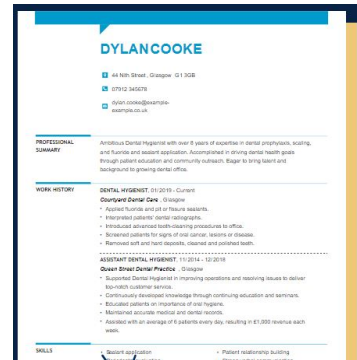 DYLANCOOKE
44 Nith Street, Glasgow G1 3GB
07912 345678
dylan.cooke@example-
example.co.uk
PROFESSIONAL
SUMMARY
Ambitious Dental Hygienist with over 6 years of expertise in dental prophylaxis, scaling,
and fluoride and sealant application. Accomplished in driving dental health goals
through patient education and community outreach. Eager to bring talent and
background to growing dental office.
WORK HISTORY
DENTAL HYGIENIST, 01/2019 - Current
Courtyard Dental Care, Glasgow
• Applied fluoride and pit or fissure sealants.
• Interpreted patients' dental radiographs.
• Introduced advanced teeth-cleaning procedures to office.
• Screened patients for signs of oral cancer, lesions or disease.
• Removed soft and hard deposits, cleaned and polished teeth.
ASSISTANT DENTAL HYGIENIST, 11/2014 - 12/2018
Queen Street Dental Practice, Glasgow
• Supported Dental Hygienist in improving operations and resolving issues to deliver
top-notch customer service.
• Continuously developed knowledge through continuing education and seminars.
• Educated patients on importance of oral hygiene.
• Maintained accurate medical and dental records.
• Assisted with an average of 6 patients every day, resulting in £1,000 revenue each
week.
SKILLS
• Sealant application
• Patient relationship building